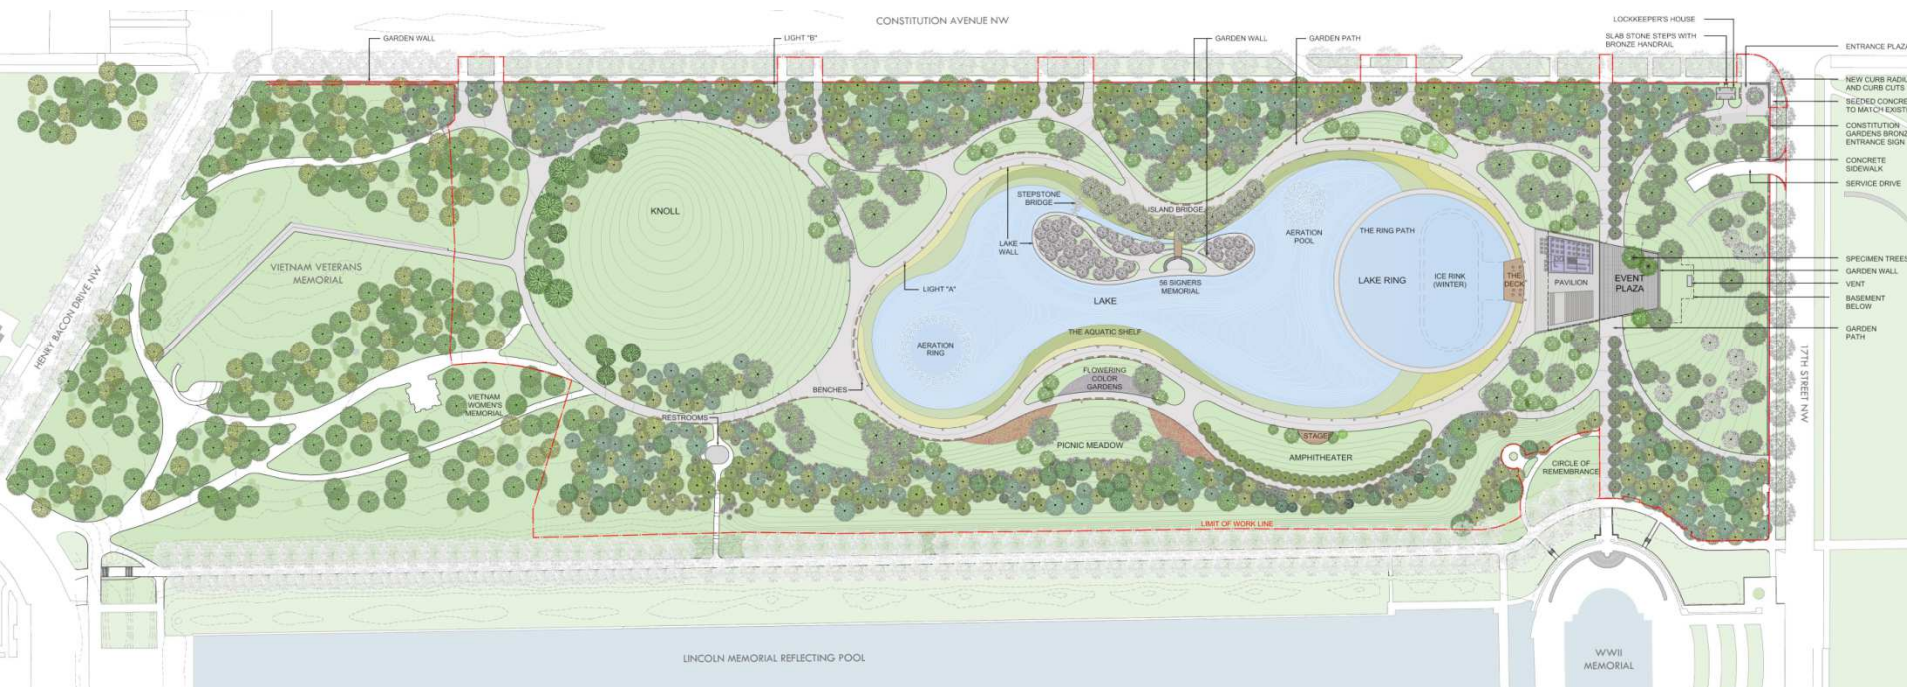 CONSTITUTION AVENUE NW
LOCKKEEPER'S HOUSE
GARDEN WALL
LIGHT "B"
GARDEN WALL
GARDEN PATH
SLAB STONE STEPS WITH
BRONZE HANDRAIL
ENTRANCE PLAZA
NEW CURB RADIU
AND CURB CUTS
SEEDED CONCRE
TO MATCH EXIST
CONSTITUTION
GARDENS BRONZ
ENTRANCE SIGN
CONCRETE
SIDEWALK
SERVICE DRIVE
STEPSTONE
BRIDGE
ISLAND BRIDGE
KNOLL
AERATION
POOL
THE RING PATH
LAKE
WALL
VIETNAM VETERANS
MEMORIAL
HENRY BACON DRIVE NW
LIGHT "A"
56 SIGNERS
MEMORIAL
LAKE
LAKE RING
ICE RINK
(WINTER)
THE
DECK
PAVILION
EVENT
PLAZA
SPECIMEN TREES
GARDEN WALL
VENT
BASEMENT
BELOW
GARDEN
PATH
THE AQUATIC SHELF
AERATION
RING
17TH STREET NW
FLOWERING
COLOR
GARDENS
BENCHES
VIETNAM
WOMEN'S
MEMORIAL
RESTROOMS
PICNIC MEADOW
STAGE
AMPHITHEATER
CIRCLE OF
REMEMBRANCE
LIMIT OF WORK LINE
LINCOLN MEMORIAL REFLECTING POOL
WWII
MEMORIAL